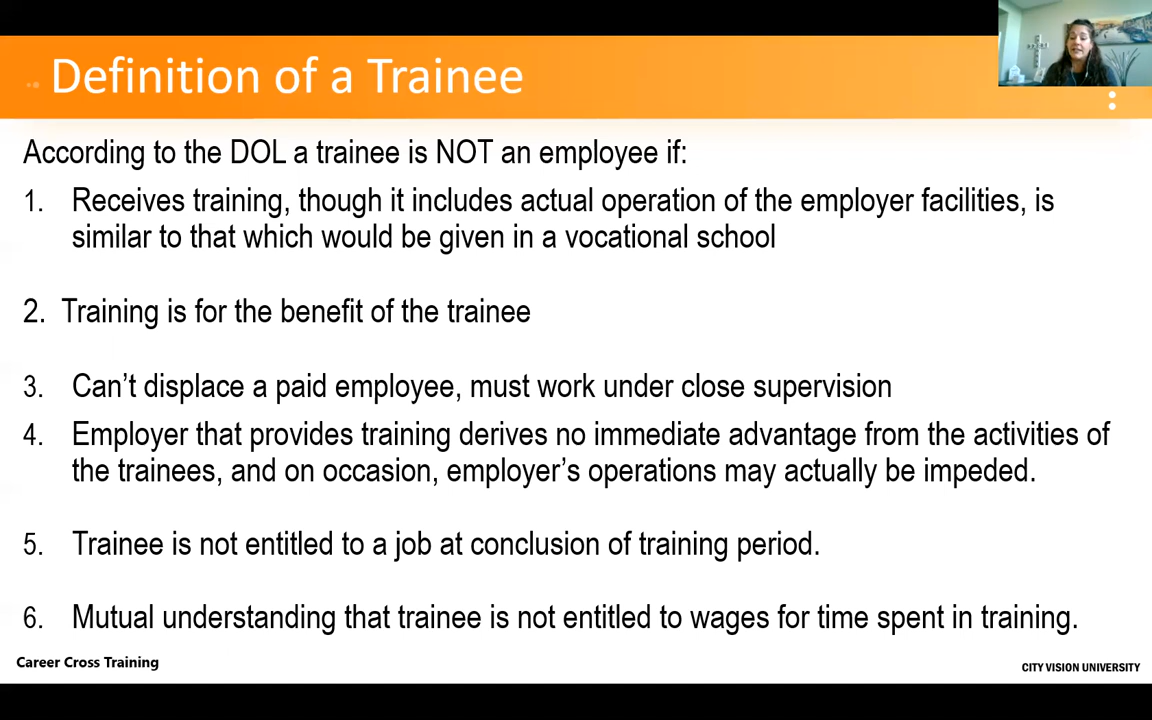 Definition of a Trainee
According to the DOL a trainee is NOT an employee if:
1. Receives training, though it includes actual operation of the employer facilities, is
similar to that which would be given in a vocational school
2. Training is for the benefit of the trainee
3. Can't displace a paid employee, must work under close supervision
4. Employer that provides training derives no immediate advantage from the activities of
the trainees, and on occasion, employer's operations may actually be impeded.
5. Trainee is not entitled to a job at conclusion of training period.
6. Mutual understanding that trainee is not entitled to wages for time spent in training.
Career Cross Training
CITY VISION UNIVERSITY